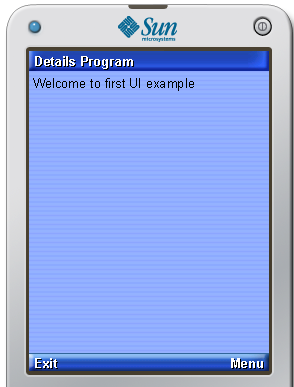 Sun
microsystems
Details Program
Welcome to first UI example
Exit Menu